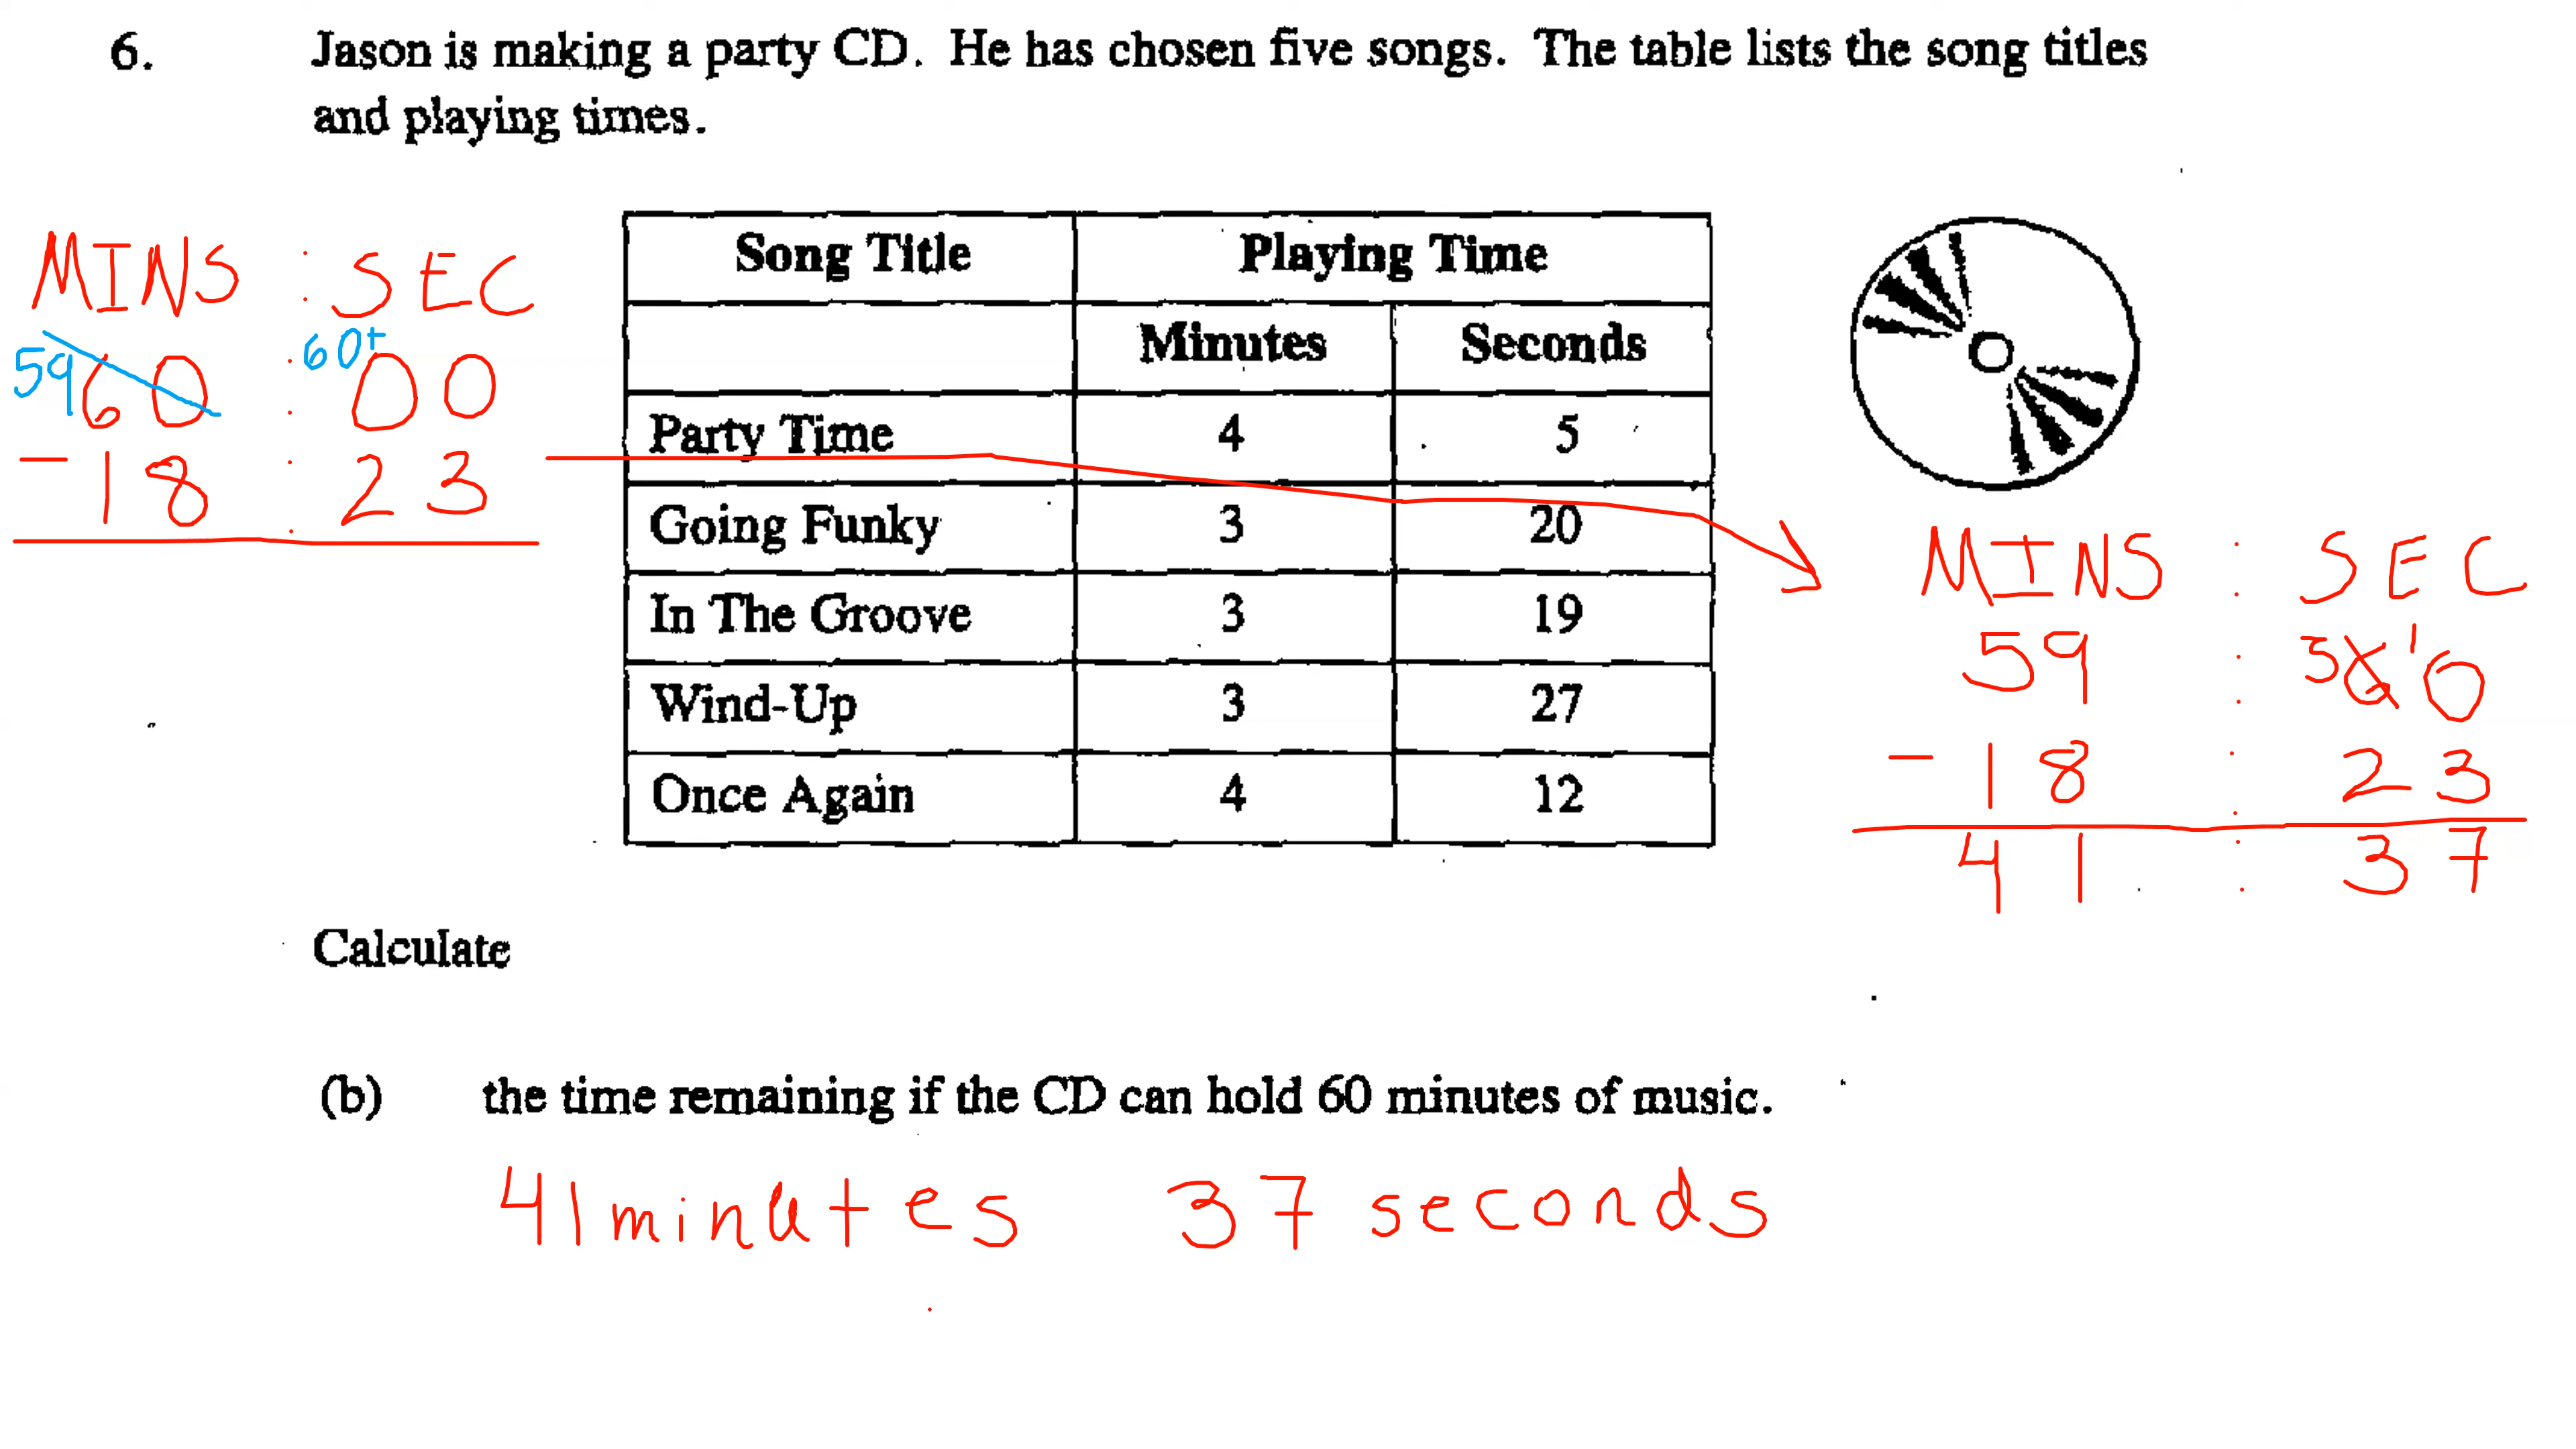 6. Jason is making a party CD. He has chosen five songs. The table lists the song titles
and playing times.
MINS : SEC
59 60 : 60+ 00
- 18 : 23
Song Title Playing Time
Minutes Seconds
Party Time 4 5
Going Funky 3 20
In The Groove 3 19
Wind-Up 3 27
Once Again 4 12
MINS : SEC
59 : 5 6 1 0
- 18 : 23
41 : 37
Calculate
(b) the time remaining if the CD can hold 60 minutes of music.
41 minutes 37 seconds